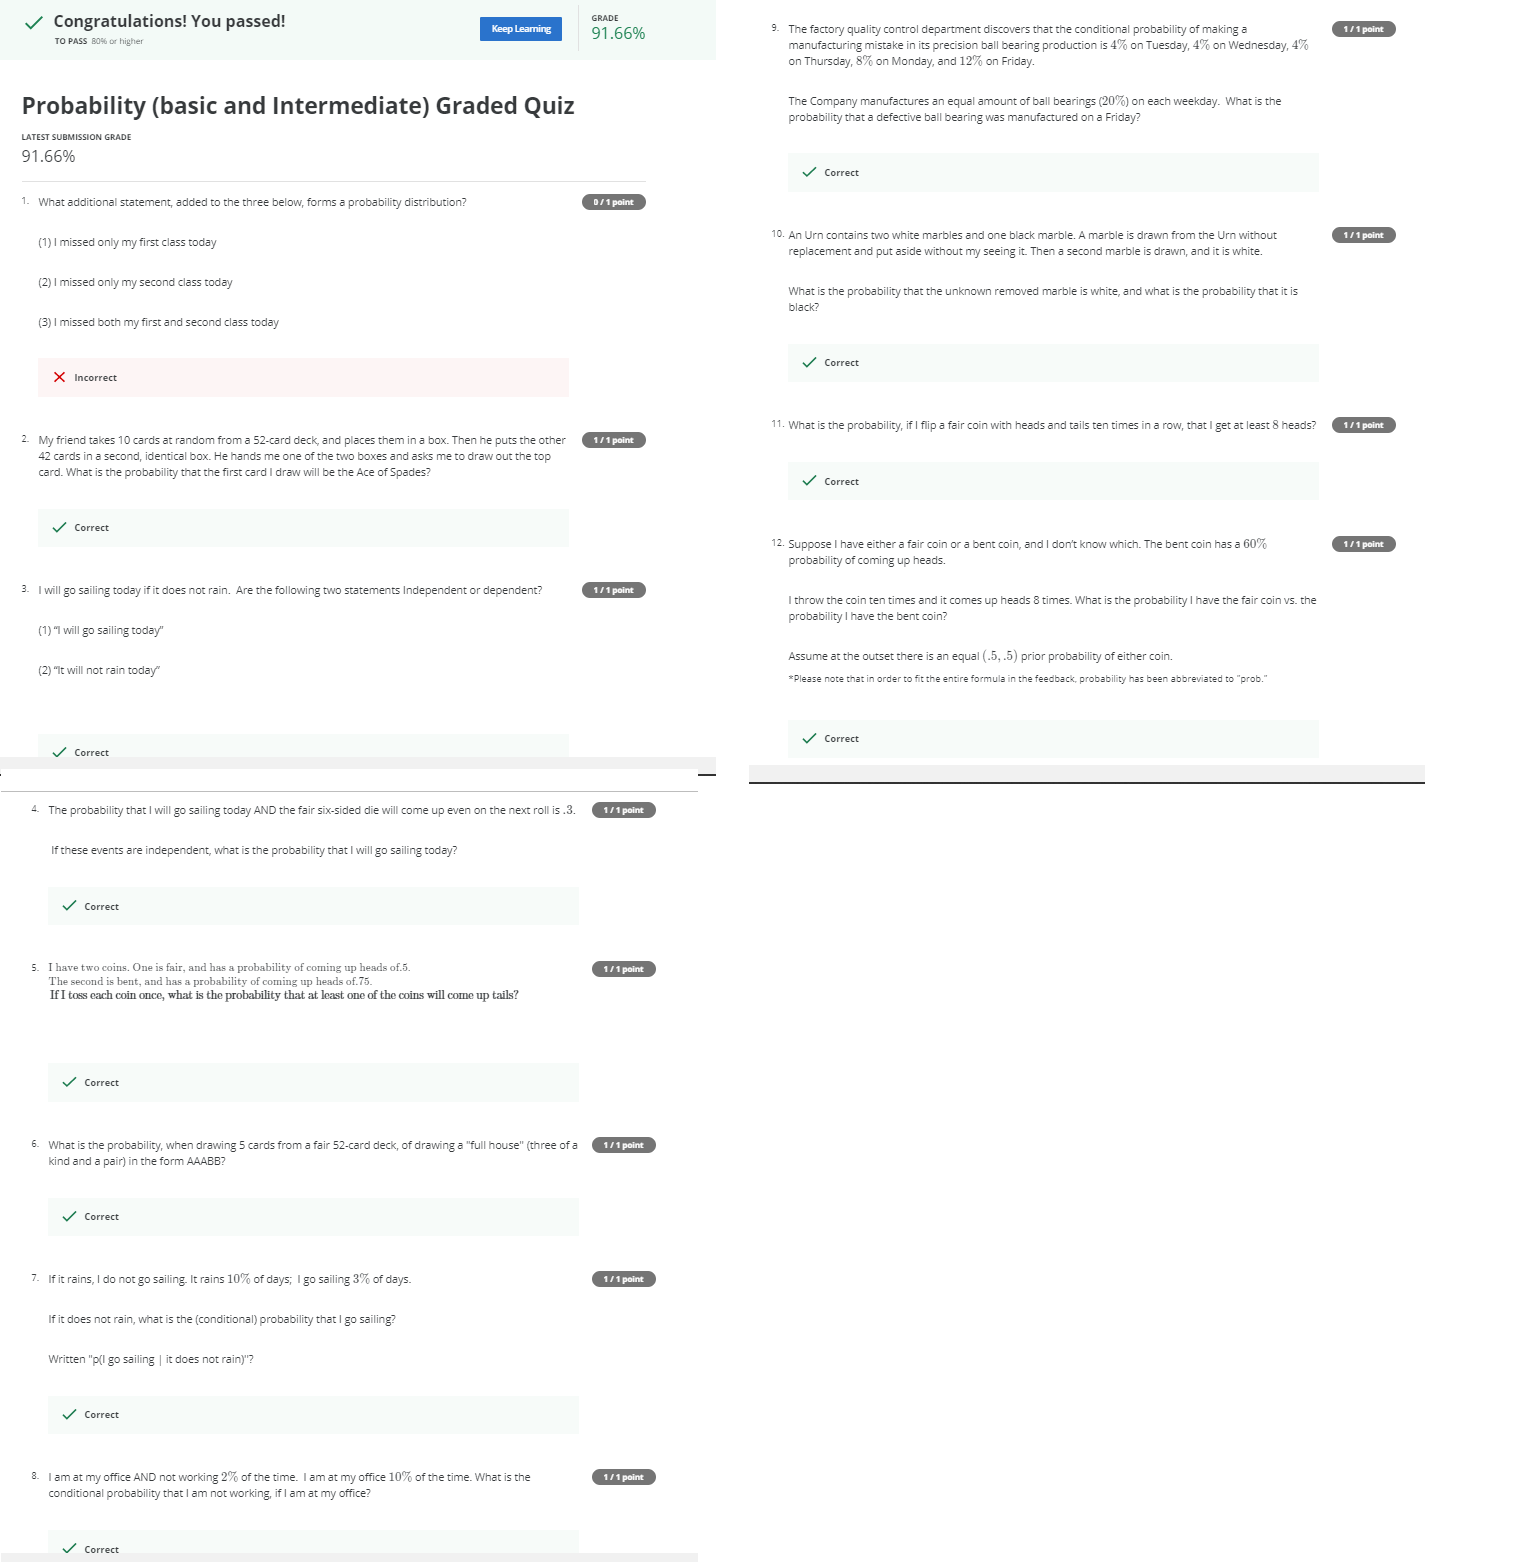 Congratulations! You passed!
TO PASS 80% or higher
Keep Learning
GRADE
91.66%
Probability (basic and Intermediate) Graded Quiz
LATEST SUBMISSION GRADE
91.66%
1. What additional statement, added to the three below, forms a probability distribution?
0 / 1 point
(1) I missed only my first class today
(2) I missed only my second class today
(3) I missed both my first and second class today
Incorrect
2. My friend takes 10 cards at random from a 52-card deck, and places them in a box. Then he puts the other
42 cards in a second, identical box. He hands me one of the two boxes and asks me to draw out the top
card. What is the probability that the first card I draw will be the Ace of Spades?
1 / 1 point
Correct
3. I will go sailing today if it does not rain. Are the following two statements Independent or dependent?
1 / 1 point
(1) "I will go sailing today"
(2) "It will not rain today"
Correct
4. The probability that I will go sailing today AND the fair six-sided die will come up even on the next roll is .3.
1 / 1 point
If these events are independent, what is the probability that I will go sailing today?
Correct
5. I have two coins. One is fair, and has a probability of coming up heads of.5.
The second is bent, and has a probability of coming up heads of.75.
If I toss each coin once, what is the probability that at least one of the coins will come up tails?
1 / 1 point
Correct
6. What is the probability, when drawing 5 cards from a fair 52-card deck, of drawing a "full house" (three of a
kind and a pair) in the form AAABB?
1 / 1 point
Correct
7. If it rains, I do not go sailing. It rains 10% of days; I go sailing 3% of days.
1 / 1 point
If it does not rain, what is the (conditional) probability that I go sailing?
Written "p(I go sailing | it does not rain)"?
Correct
8. I am at my office AND not working 2% of the time. I am at my office 10% of the time. What is the
conditional probability that I am not working, if I am at my office?
1 / 1 point
Correct
9. The factory quality control department discovers that the conditional probability of making a
manufacturing mistake in its precision ball bearing production is 4% on Tuesday, 4% on Wednesday, 4%
on Thursday, 8% on Monday, and 12% on Friday.
1 / 1 point
The Company manufactures an equal amount of ball bearings (20%) on each weekday. What is the
probability that a defective ball bearing was manufactured on a Friday?
Correct
10. An Urn contains two white marbles and one black marble. A marble is drawn from the Urn without
replacement and put aside without my seeing it. Then a second marble is drawn, and it is white.
1 / 1 point
What is the probability that the unknown removed marble is white, and what is the probability that it is
black?
Correct
11. What is the probability, if I flip a fair coin with heads and tails ten times in a row, that I get at least 8 heads?
1 / 1 point
Correct
12. Suppose I have either a fair coin or a bent coin, and I don't know which. The bent coin has a 60%
probability of coming up heads.
1 / 1 point
I throw the coin ten times and it comes up heads 8 times. What is the probability I have the fair coin vs. the
probability I have the bent coin?
Assume at the outset there is an equal (.5, .5) prior probability of either coin.
*Please note that in order to fit the entire formula in the feedback, probability has been abbreviated to "prob."
Correct